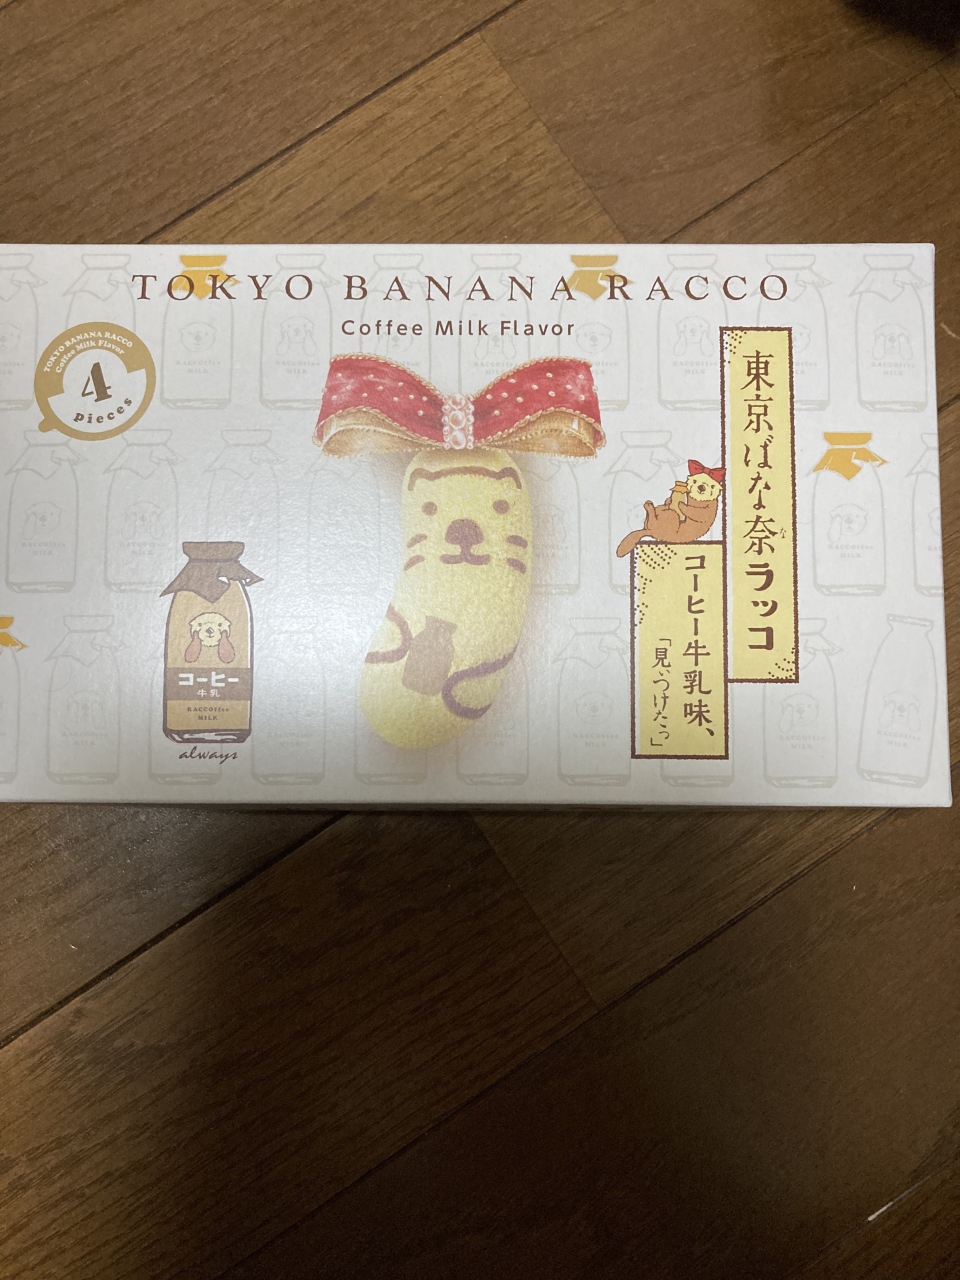 TOKYO BANANA RACCO
Coffee Milk Flavor
TOKYO BANANA RACCO
Coffee Milk Flavor
4
pieces
東京ばな奈ラッコ
な
コーヒー牛乳味、
「見ぃつけたっ」
コーヒー
牛乳
RACCOffee
MILK
always